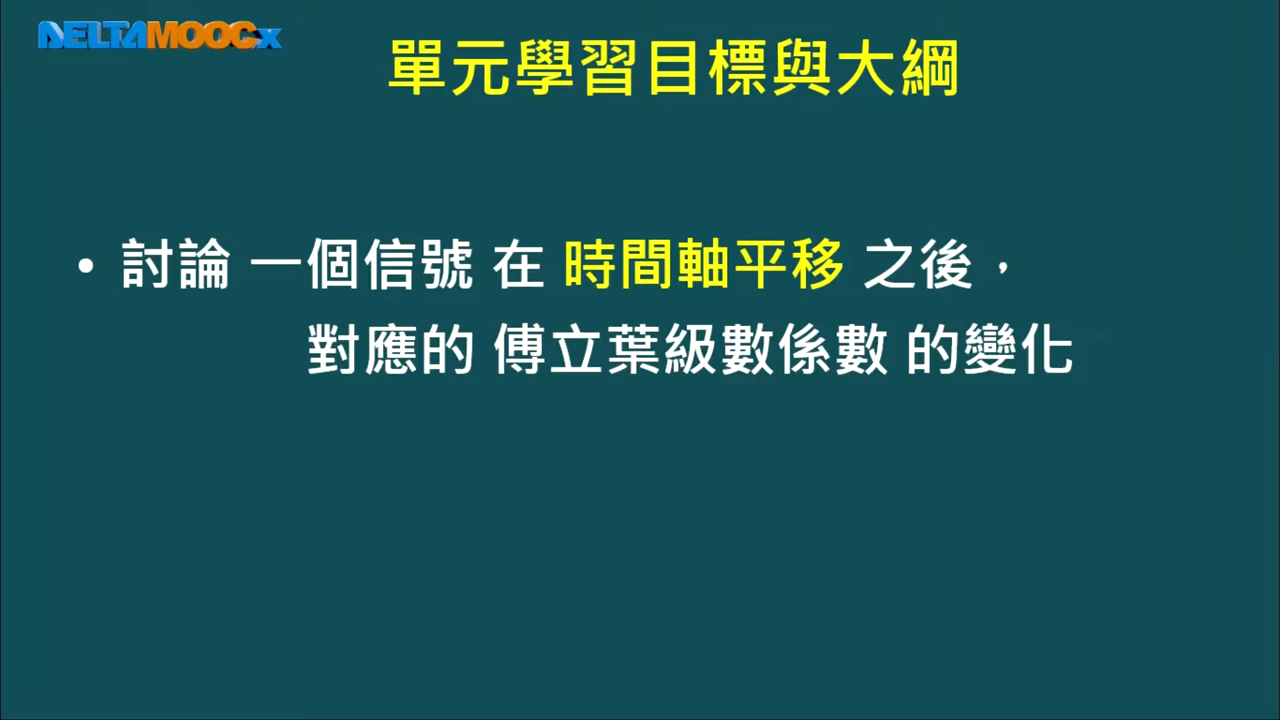 DELTAMOOCx
單元學習目標與大綱
• 討論 一個信號 在 時間軸平移 之後，
對應的 傅立葉級數係數 的變化